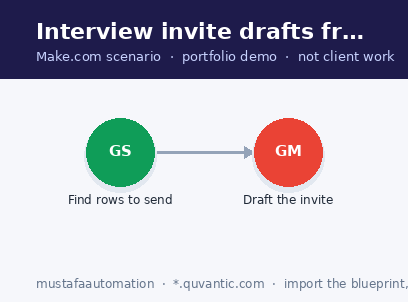 Interview invite drafts fr…
Make.com scenario · portfolio demo · not client work
GS
GM
Find rows to send
Draft the invite
mustafaautomation · *.quvantic.com · import the blueprint,